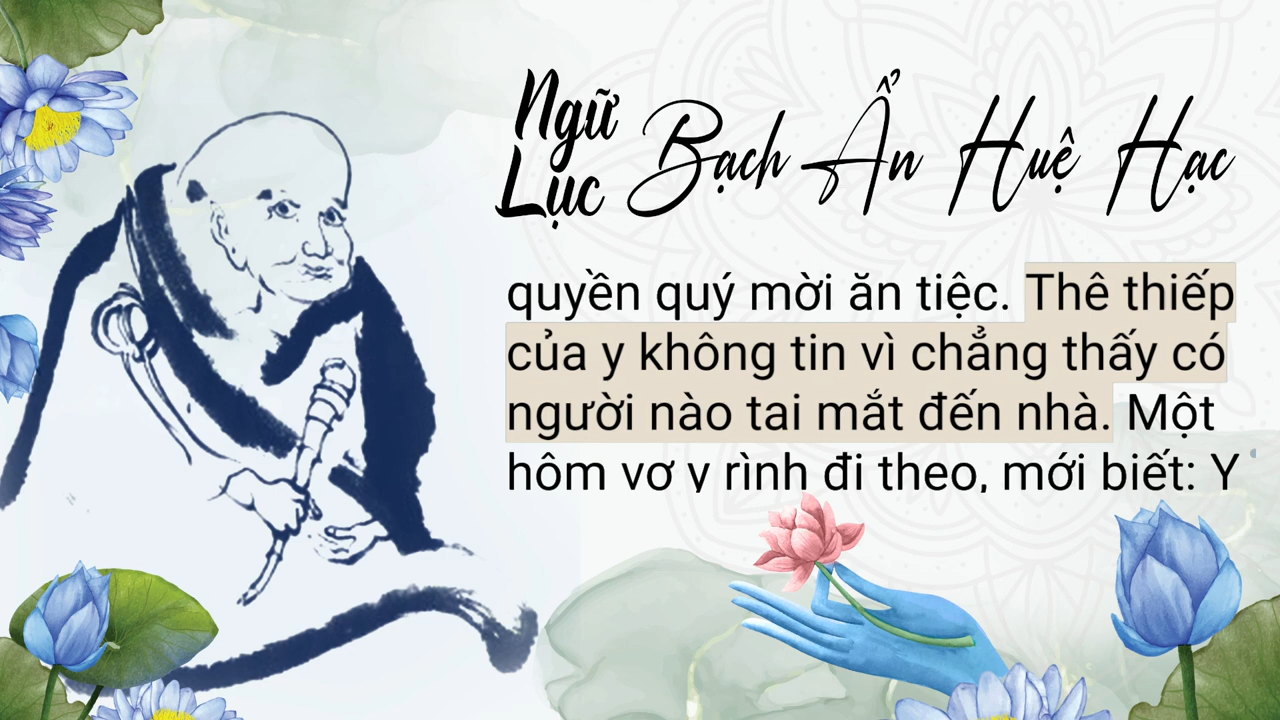 Ngữ
Lục
Bạch Ẩn Huệ Hạc
quyền quý mời ăn tiệc. Thê thiếp
của y không tin vì chẳng thấy có
người nào tai mắt đến nhà. Một
hôm vợ y rình đi theo, mới biết: Y